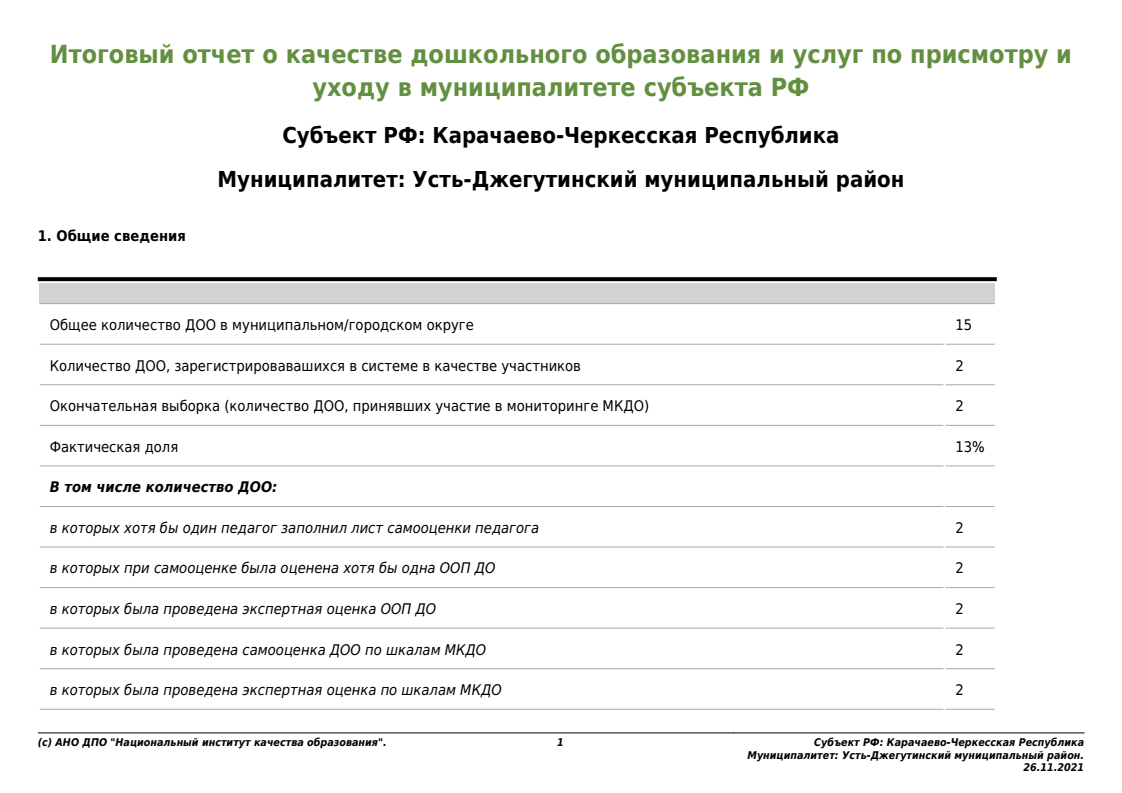 Итоговый отчет о качестве дошкольного образования и услуг по присмотру и
уходу в муниципалитете субъекта РФ
Субъект РФ: Карачаево-Черкесская Республика
Муниципалитет: Усть-Джегутинский муниципальный район
1. Общие сведения
Общее количество ДОО в муниципальном/городском округе 15
Количество ДОО, зарегистрировавашихся в системе в качестве участников 2
Окончательная выборка (количество ДОО, принявших участие в мониторинге МКДО) 2
Фактическая доля 13%
В том числе количество ДОО:
в которых хотя бы один педагог заполнил лист самооценки педагога 2
в которых при самооценке была оценена хотя бы одна ООП ДО 2
в которых была проведена экспертная оценка ООП ДО 2
в которых была проведена самооценка ДОО по шкалам МКДО 2
в которых была проведена экспертная оценка по шкалам МКДО 2
(c) АНО ДПО "Национальный институт качества образования". 1 Субъект РФ: Карачаево-Черкесская Республика
Муниципалитет: Усть-Джегутинский муниципальный район.
26.11.2021